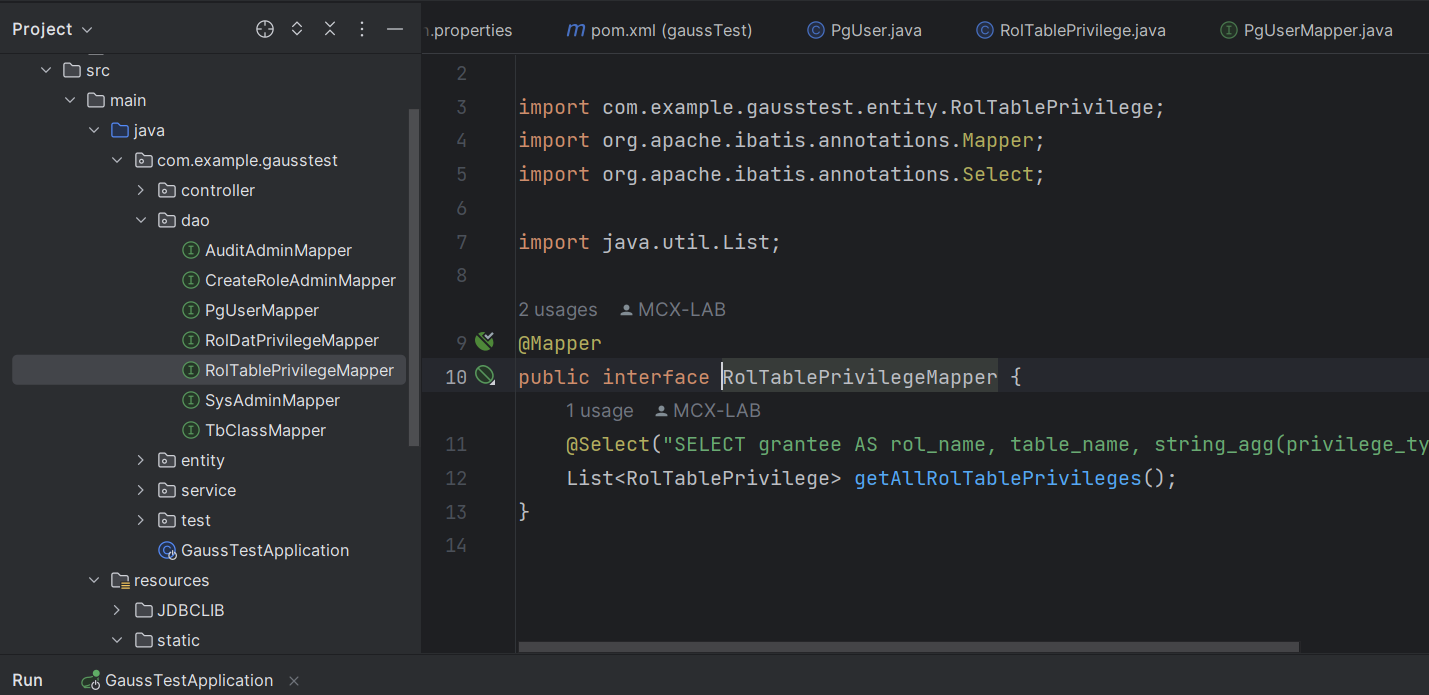 Project
src
main
java
com.example.gausstest
controller
dao
AuditAdminMapper
CreateRoleAdminMapper
PgUserMapper
RolDatPrivilegeMapper
RolTablePrivilegeMapper
SysAdminMapper
TbClassMapper
entity
service
test
GaussTestApplication
resources
JDBCLIB
static
.properties
m pom.xml (gaussTest)
PgUser.java
RolTablePrivilege.java
PgUserMapper.java
2
3 import com.example.gausstest.entity.RolTablePrivilege;
4 import org.apache.ibatis.annotations.Mapper;
5 import org.apache.ibatis.annotations.Select;
6
7 import java.util.List;
8
2 usages MCX-LAB
9 @Mapper
10 public interface RolTablePrivilegeMapper {
1 usage MCX-LAB
11 @Select("SELECT grantee AS rol_name, table_name, string_agg(privilege_ty
12 List<RolTablePrivilege> getAllRolTablePrivileges();
13 }
14
Run GaussTestApplication